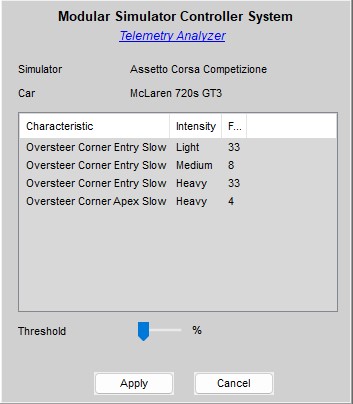 Modular Simulator Controller System
Telemetry Analyzer
Simulator Assetto Corsa Competizione
Car McLaren 720s GT3
Characteristic Intensity F...
Oversteer Corner Entry Slow Light 33
Oversteer Corner Entry Slow Medium 8
Oversteer Corner Entry Slow Heavy 33
Oversteer Corner Apex Slow Heavy 4
Threshold %
Apply Cancel